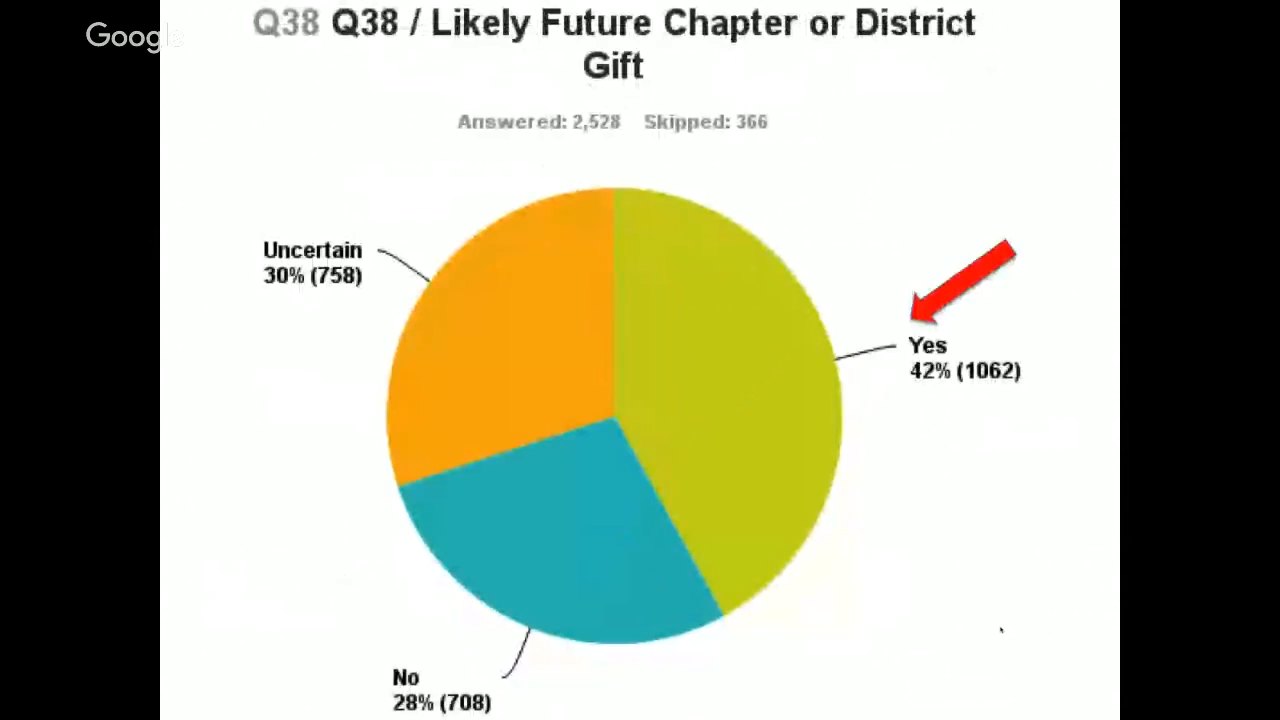 Google
Q38 Q38 / Likely Future Chapter or District
Gift
Answered: 2,528 Skipped: 366
Uncertain
30% (758)
Yes
42% (1062)
No
28% (708)